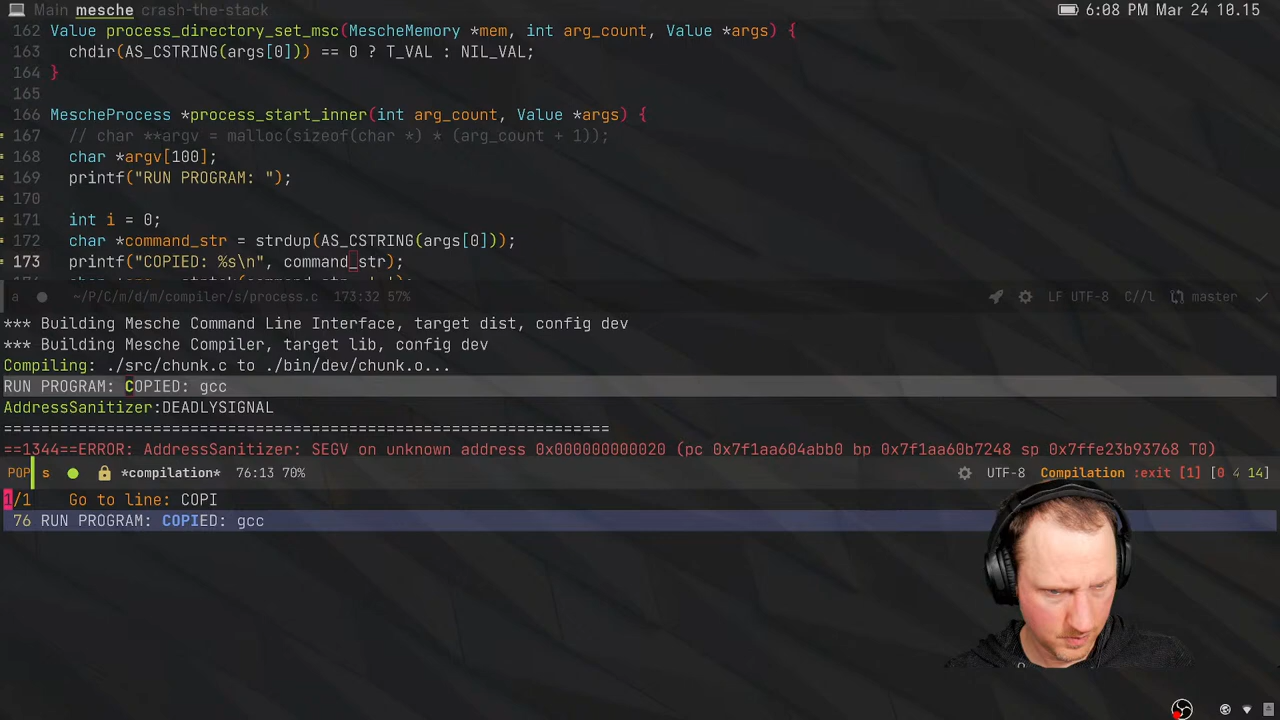 Main mesche crash-the-stack 6:08 PM Mar 24 10.15
162 Value process_directory_set_msc(MescheMemory *mem, int arg_count, Value *args) {
163 chdir(AS_CSTRING(args[0])) == 0 ? T_VAL : NIL_VAL;
164 }
165
166 MescheProcess *process_start_inner(int arg_count, Value *args) {
167 // char **argv = malloc(sizeof(char *) * (arg_count + 1));
168 char *argv[100];
169 printf("RUN PROGRAM: ");
170
171 int i = 0;
172 char *command_str = strdup(AS_CSTRING(args[0]));
173 printf("COPIED: %s\n", command_str);
a ~/P/C/m/d/m/compiler/s/process.c 173:32 57% LF UTF-8 C//L master
*** Building Mesche Command Line Interface, target dist, config dev
*** Building Mesche Compiler, target lib, config dev
Compiling: ./src/chunk.c to ./bin/dev/chunk.o...
RUN PROGRAM: COPIED: gcc
AddressSanitizer:DEADLYSIGNAL
=================================================================
==1344==ERROR: AddressSanitizer: SEGV on unknown address 0x000000000020 (pc 0x7f1aa604abb0 bp 0x7f1aa60b7248 sp 0x7ffe23b93768 T0)
POP s *compilation* 76:13 70% UTF-8 Compilation :exit [1] [0 4 14]
1/1 Go to line: COPI
76 RUN PROGRAM: COPIED: gcc